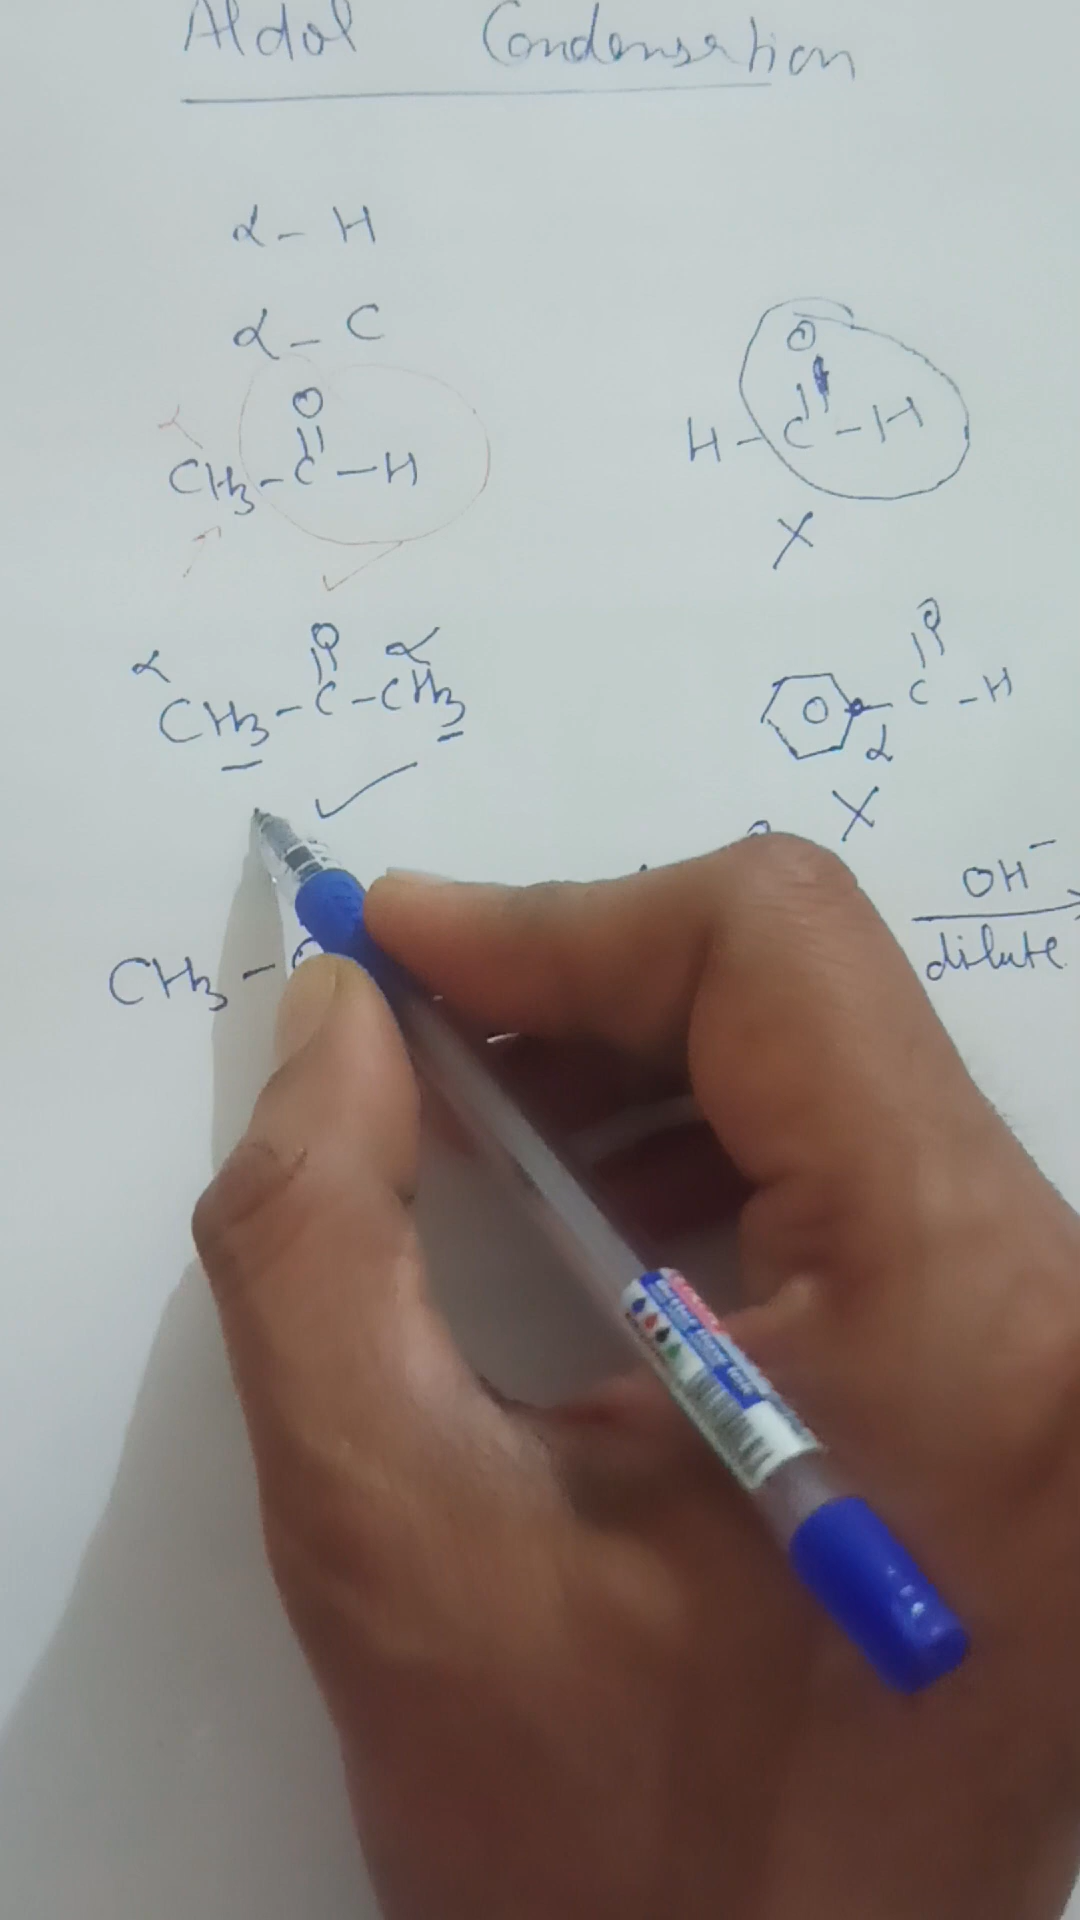 Aldol Condensation
α - H
α - C
O
CH3 - C - H
O
H - C - H
X
α O α
CH3 - C - CH3
O
C - H
α
X
OH-
dilute
CH3 -